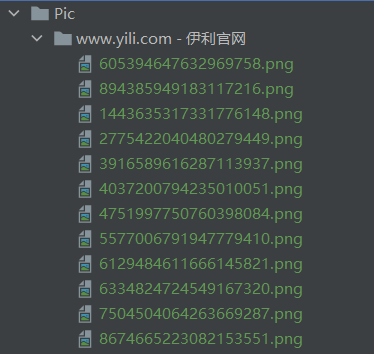 Pic
www.yili.com - 伊利官网
605394647632969758.png
894385949183117216.png
1443635317331776148.png
2775422040480279449.png
3916589616287113937.png
4037200794235010051.png
4751997750760398084.png
5577006791947779410.png
6129484611666145821.png
6334824724549167320.png
7504504064263669287.png
8674665223082153551.png